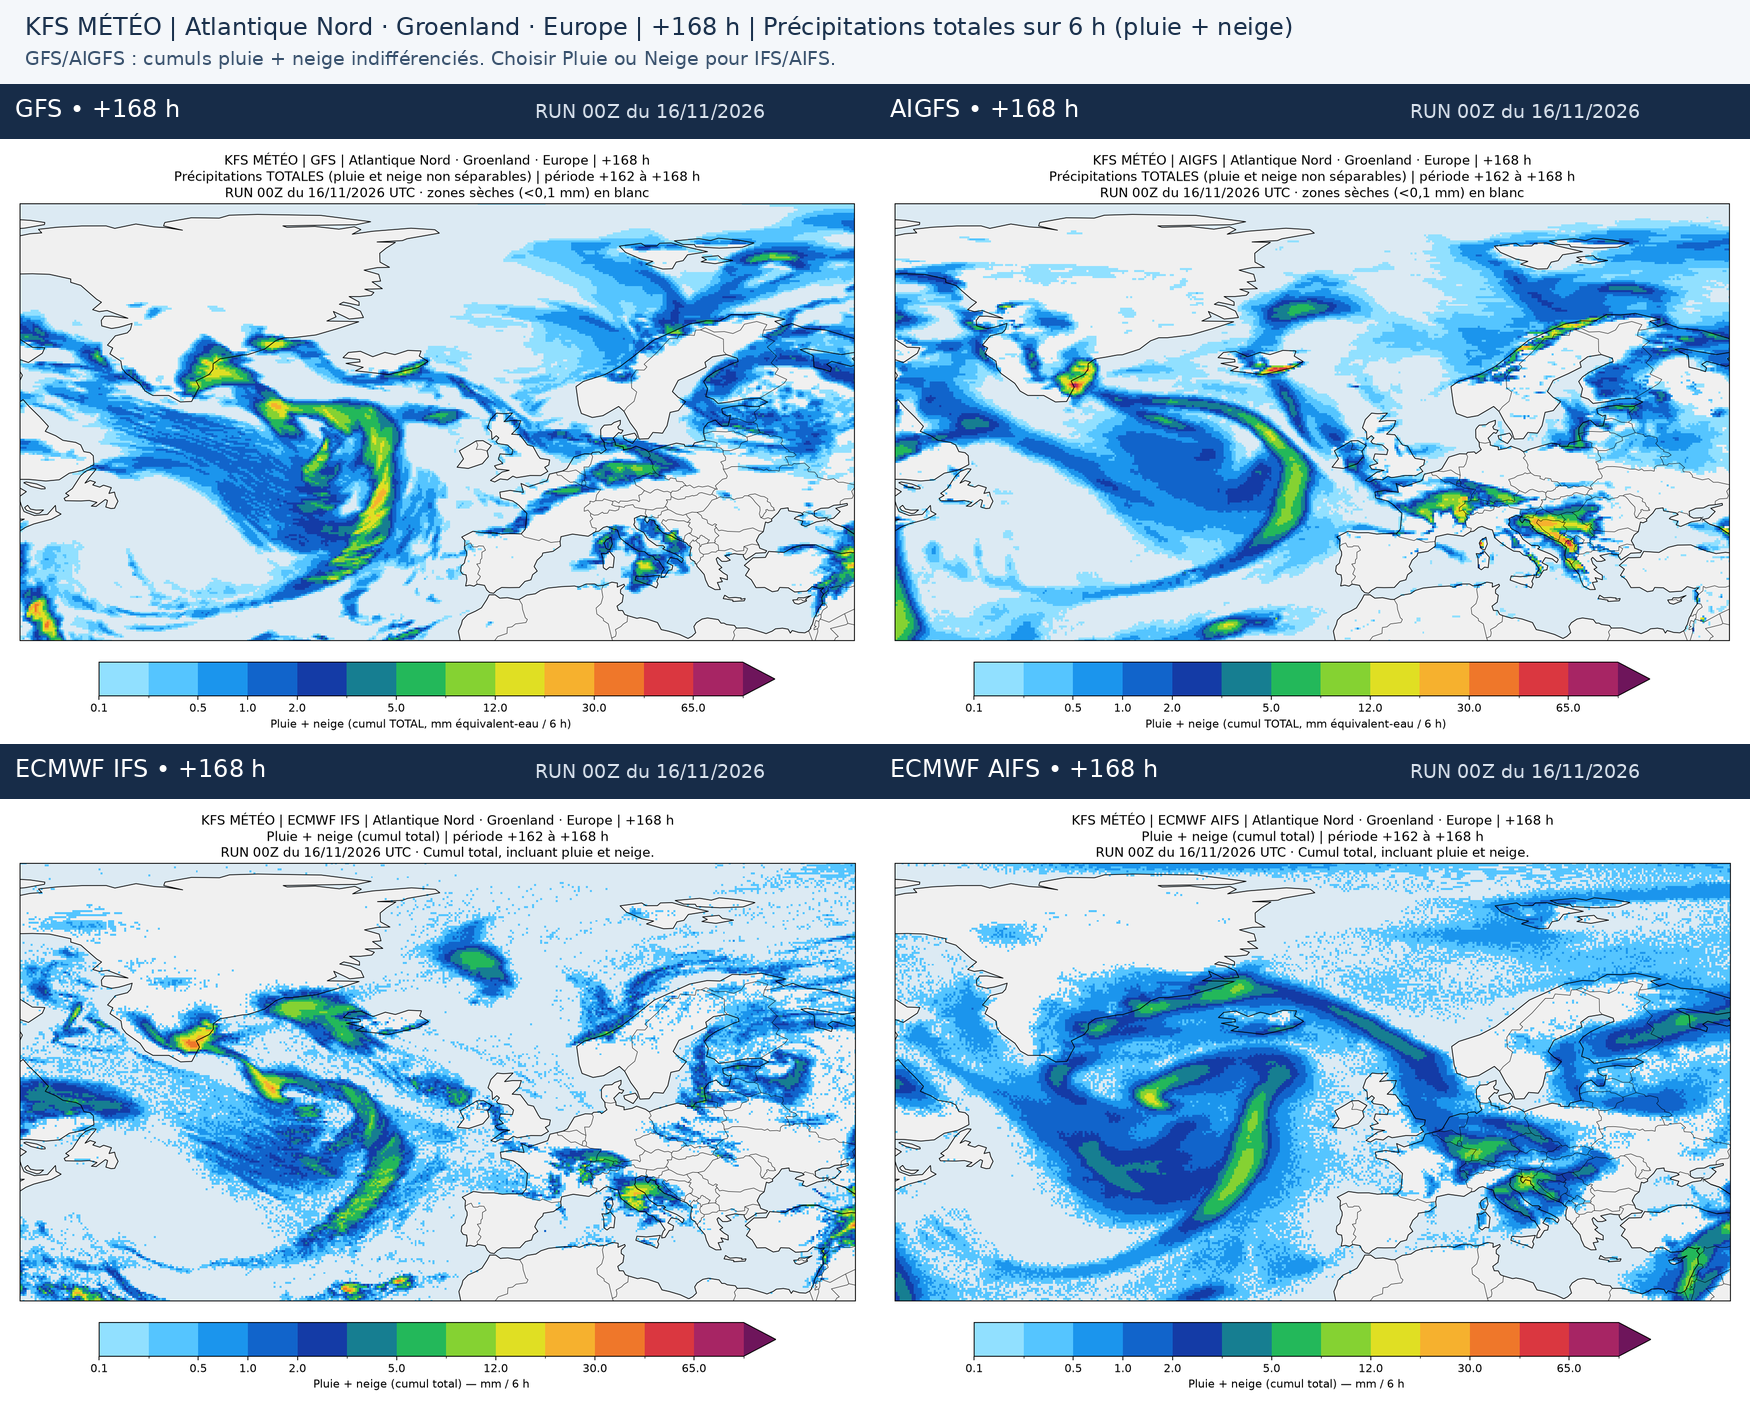 KFS MÉTÉO | Atlantique Nord · Groenland · Europe | +168 h | Précipitations totales sur 6 h (pluie + neige)
GFS/AIGFS : cumuls pluie + neige indifférenciés. Choisir Pluie ou Neige pour IFS/AIFS.
GFS • +168 h RUN 00Z du 16/11/2026
KFS MÉTÉO | GFS | Atlantique Nord · Groenland · Europe | +168 h
Précipitations TOTALES (pluie et neige non séparables) | période +162 à +168 h
RUN 00Z du 16/11/2026 UTC · zones sèches (<0,1 mm) en blanc
0.1 0.5 1.0 2.0 5.0 12.0 30.0 65.0
Pluie + neige (cumul TOTAL, mm équivalent-eau / 6 h)
AIGFS • +168 h RUN 00Z du 16/11/2026
KFS MÉTÉO | AIGFS | Atlantique Nord · Groenland · Europe | +168 h
Précipitations TOTALES (pluie et neige non séparables) | période +162 à +168 h
RUN 00Z du 16/11/2026 UTC · zones sèches (<0,1 mm) en blanc
0.1 0.5 1.0 2.0 5.0 12.0 30.0 65.0
Pluie + neige (cumul TOTAL, mm équivalent-eau / 6 h)
ECMWF IFS • +168 h RUN 00Z du 16/11/2026
KFS MÉTÉO | ECMWF IFS | Atlantique Nord · Groenland · Europe | +168 h
Pluie + neige (cumul total) | période +162 à +168 h
RUN 00Z du 16/11/2026 UTC · Cumul total, incluant pluie et neige.
0.1 0.5 1.0 2.0 5.0 12.0 30.0 65.0
Pluie + neige (cumul total) — mm / 6 h
ECMWF AIFS • +168 h RUN 00Z du 16/11/2026
KFS MÉTÉO | ECMWF AIFS | Atlantique Nord · Groenland · Europe | +168 h
Pluie + neige (cumul total) | période +162 à +168 h
RUN 00Z du 16/11/2026 UTC · Cumul total, incluant pluie et neige.
0.1 0.5 1.0 2.0 5.0 12.0 30.0 65.0
Pluie + neige (cumul total) — mm / 6 h